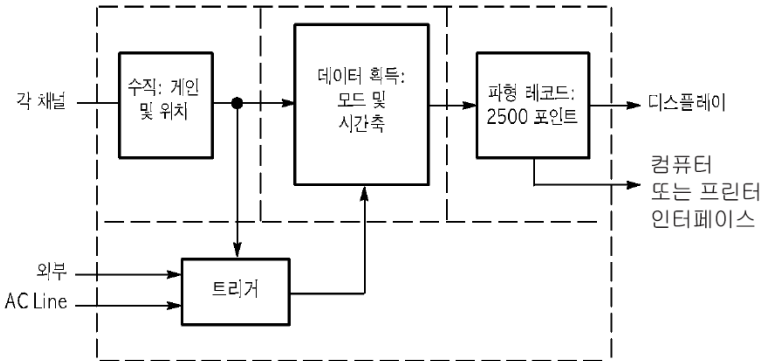 각 채널
수직: 게인
및 위치
데이터 획득:
모드 및
시간축
파형 레코드:
2500 포인트
디스플레이
컴퓨터
또는 프린터
인터페이스
외부
AC Line
트리거